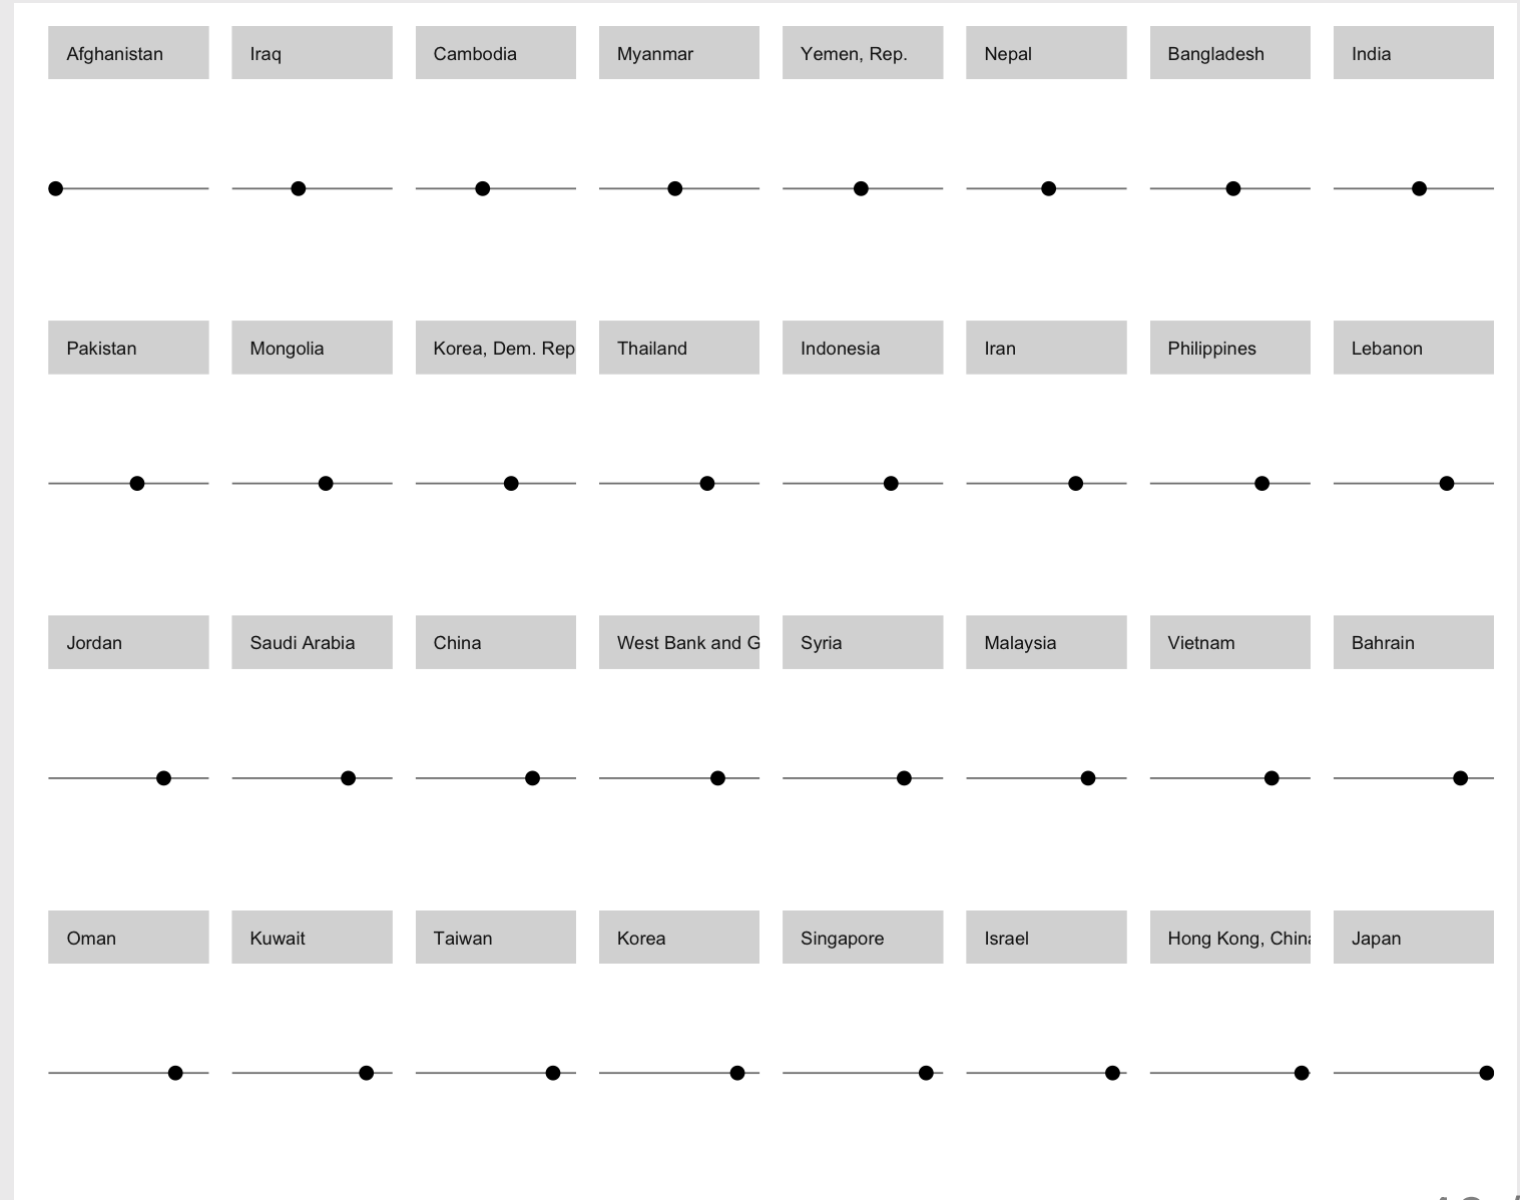 Afghanistan
Iraq
Cambodia
Myanmar
Yemen, Rep.
Nepal
Bangladesh
India
Pakistan
Mongolia
Korea, Dem. Rep
Thailand
Indonesia
Iran
Philippines
Lebanon
Jordan
Saudi Arabia
China
West Bank and G
Syria
Malaysia
Vietnam
Bahrain
Oman
Kuwait
Taiwan
Korea
Singapore
Israel
Hong Kong, China
Japan